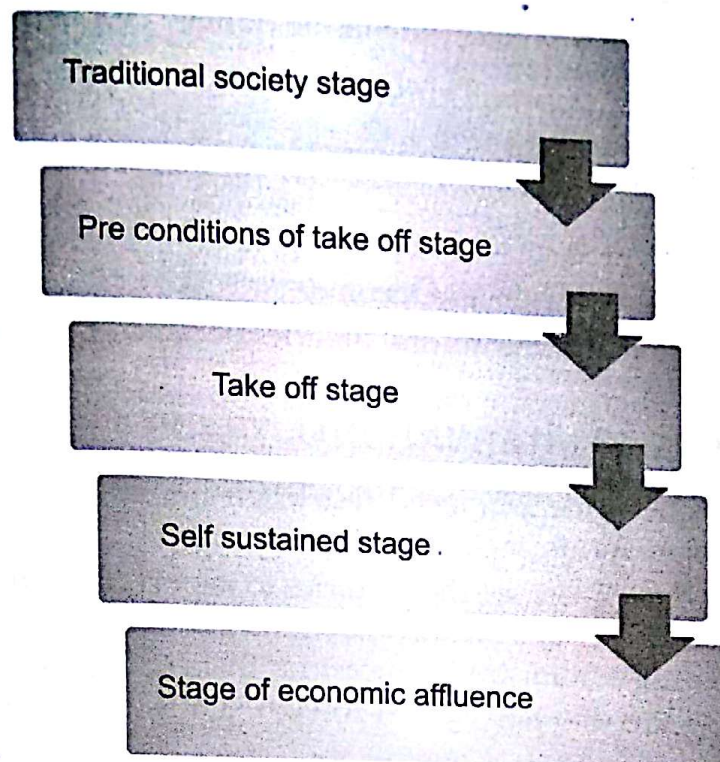 Traditional society stage
Pre conditions of take off stage
Take off stage
Self sustained stage .
Stage of economic affluence